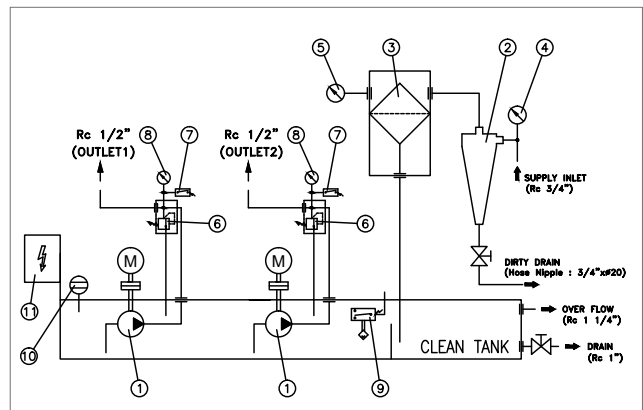 5
3
2
4
Rc 1/2"
(OUTLET1)
8
7
Rc 1/2"
(OUTLET2)
8
7
SUPPLY INLET
(Rc 3/4")
6
6
M
M
DIRTY DRAIN
(Hose Nipple : 3/4"xø20)
11
10
OVER FLOW
(Rc 1 1/4")
CLEAN TANK
DRAIN
(Rc 1")
1
1
9